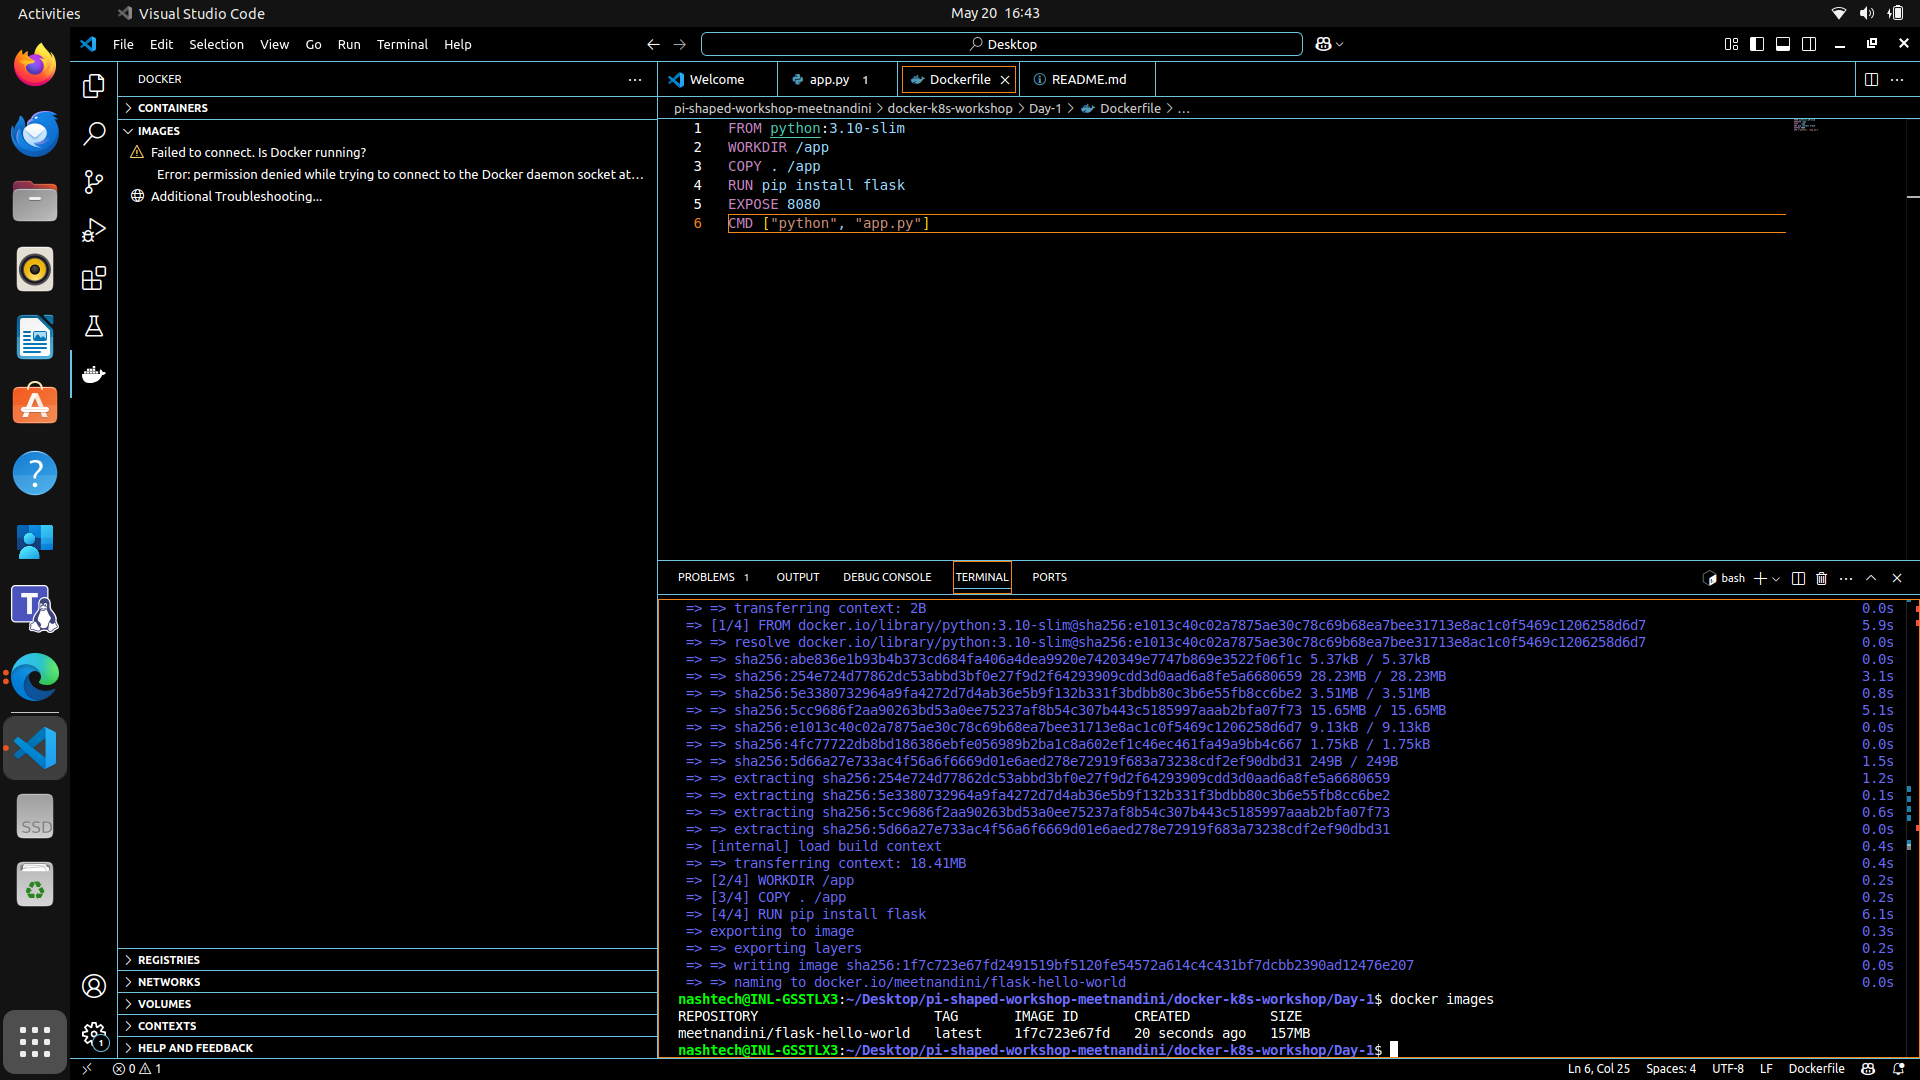 Activities
Visual Studio Code
May 20 16:43
File Edit Selection View Go Run Terminal Help
Desktop
DOCKER
CONTAINERS
IMAGES
Failed to connect. Is Docker running?
Error: permission denied while trying to connect to the Docker daemon socket at...
Additional Troubleshooting...
REGISTRIES
NETWORKS
VOLUMES
CONTEXTS
HELP AND FEEDBACK
Welcome
app.py 1
Dockerfile
README.md
pi-shaped-workshop-meetnandini > docker-k8s-workshop > Day-1 > Dockerfile > ...
1 FROM python:3.10-slim
2 WORKDIR /app
3 COPY . /app
4 RUN pip install flask
5 EXPOSE 8080
6 CMD ["python", "app.py"]
PROBLEMS 1 OUTPUT DEBUG CONSOLE TERMINAL PORTS
bash
=> => transferring context: 2B 0.0s
=> [1/4] FROM docker.io/library/python:3.10-slim@sha256:e1013c40c02a7875ae30c78c69b68ea7bee31713e8ac1c0f5469c1206258d6d7 5.9s
=> => resolve docker.io/library/python:3.10-slim@sha256:e1013c40c02a7875ae30c78c69b68ea7bee31713e8ac1c0f5469c1206258d6d7 0.0s
=> => sha256:abe836e1b93b4b373cd684fa406a4dea9920e7420349e7747b869e3522f06f1c 5.37kB / 5.37kB 0.0s
=> => sha256:254e724d77862dc53abbd3bf0e27f9d2f64293909cdd3d0aad6a8fe5a6680659 28.23MB / 28.23MB 3.1s
=> => sha256:5e3380732964a9fa4272d7d4ab36e5b9f132b331f3bdbb80c3b6e55fb8cc6be2 3.51MB / 3.51MB 0.8s
=> => sha256:5cc9686f2aa90263bd53a0ee75237af8b54c307b443c5185997aaab2bfa07f73 15.65MB / 15.65MB 5.1s
=> => sha256:e1013c40c02a7875ae30c78c69b68ea7bee31713e8ac1c0f5469c1206258d6d7 9.13kB / 9.13kB 0.0s
=> => sha256:4fc77722db8bd186386ebfe056989b2ba1c8a602ef1c46ec461fa49a9bb4c667 1.75kB / 1.75kB 0.0s
=> => sha256:5d66a27e733ac4f56a6f6669d01e6aed278e72919f683a73238cdf2ef90dbd31 249B / 249B 1.5s
=> => extracting sha256:254e724d77862dc53abbd3bf0e27f9d2f64293909cdd3d0aad6a8fe5a6680659 1.2s
=> => extracting sha256:5e3380732964a9fa4272d7d4ab36e5b9f132b331f3bdbb80c3b6e55fb8cc6be2 0.1s
=> => extracting sha256:5cc9686f2aa90263bd53a0ee75237af8b54c307b443c5185997aaab2bfa07f73 0.6s
=> => extracting sha256:5d66a27e733ac4f56a6f6669d01e6aed278e72919f683a73238cdf2ef90dbd31 0.0s
=> [internal] load build context 0.4s
=> => transferring context: 18.41MB 0.4s
=> [2/4] WORKDIR /app 0.2s
=> [3/4] COPY . /app 0.2s
=> [4/4] RUN pip install flask 6.1s
=> exporting to image 0.3s
=> => exporting layers 0.2s
=> => writing image sha256:1f7c723e67fd2491519bf5120fe54572a614c4c431bf7dcbb2390ad12476e207 0.0s
=> => naming to docker.io/meetnandini/flask-hello-world 0.0s
nashtech@INL-GSSTLX3:~/Desktop/pi-shaped-workshop-meetnandini/docker-k8s-workshop/Day-1$ docker images
REPOSITORY TAG IMAGE ID CREATED SIZE
meetnandini/flask-hello-world latest 1f7c723e67fd 20 seconds ago 157MB
nashtech@INL-GSSTLX3:~/Desktop/pi-shaped-workshop-meetnandini/docker-k8s-workshop/Day-1$
SSD
1
0 1
Ln 6, Col 25 Spaces: 4 UTF-8 LF Dockerfile